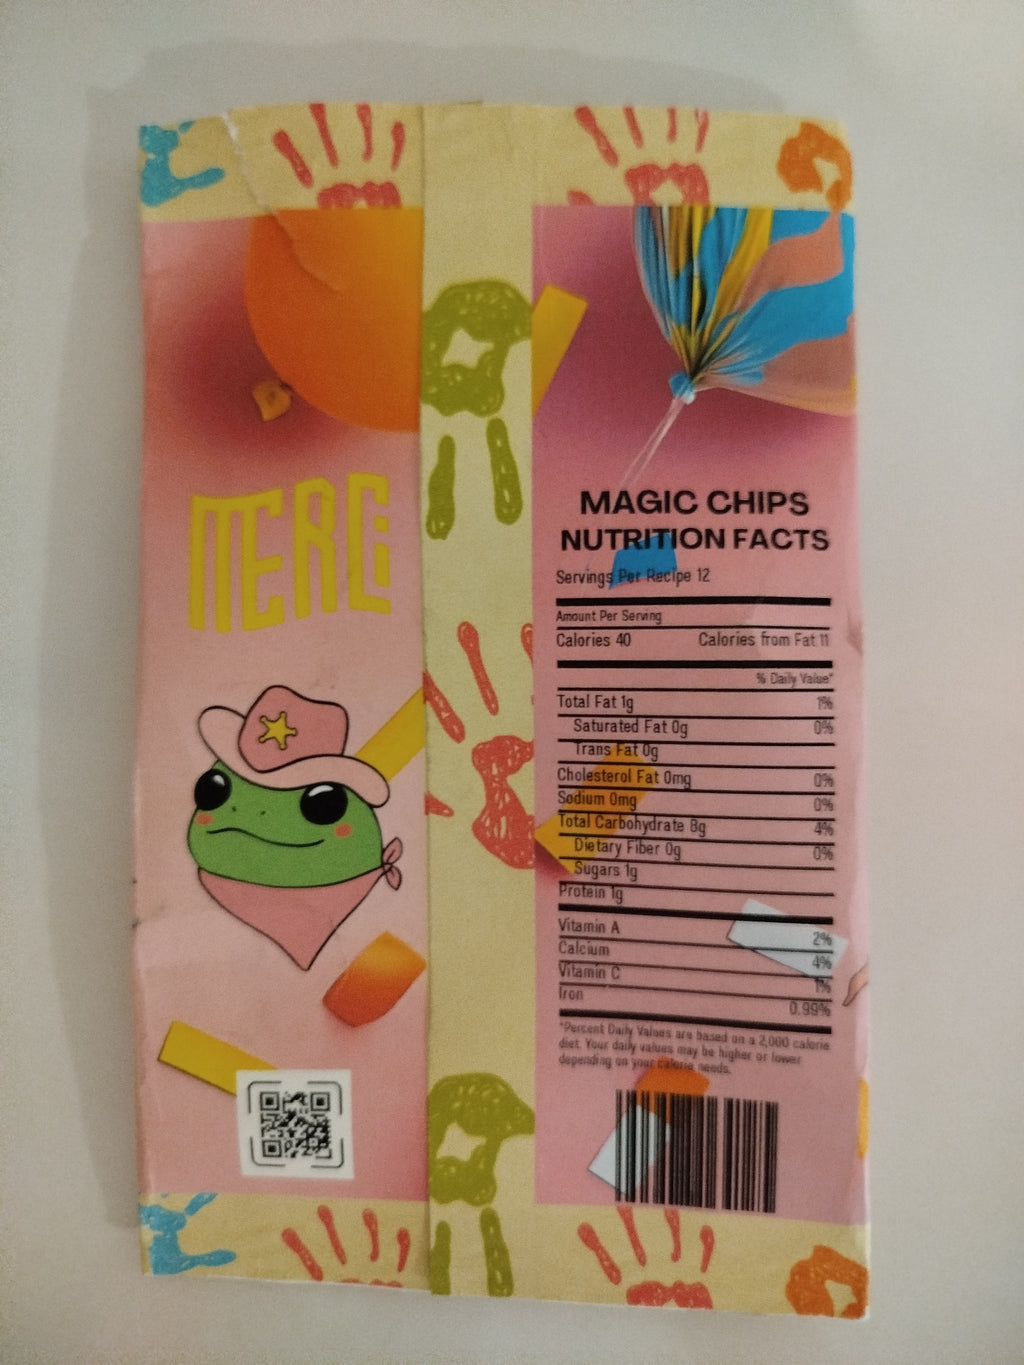 MERCi
MAGIC CHIPS
NUTRITION FACTS
Servings Per Recipe 12
Amount Per Serving
Calories 40 Calories from Fat 11
% Daily Value*
Total Fat 1g 1%
Saturated Fat 0g 0%
Trans Fat 0g
Cholesterol Fat 0mg 0%
Sodium 0mg 0%
Total Carbohydrate 8g 4%
Dietary Fiber 0g 0%
Sugars 1g
Protein 1g
Vitamin A 2%
Calcium 4%
Vitamin C 1%
Iron 0.99%
*Percent Daily Values are based on a 2,000 calorie
diet. Your daily values may be higher or lower
depending on your calorie needs.